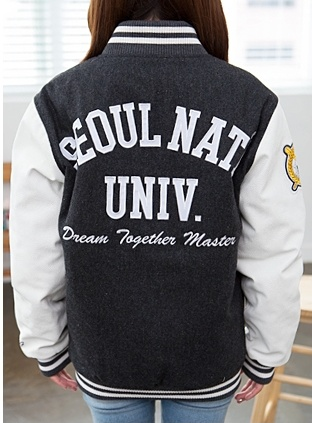 SEOUL NAT'
UNIV.
Dream Together Master